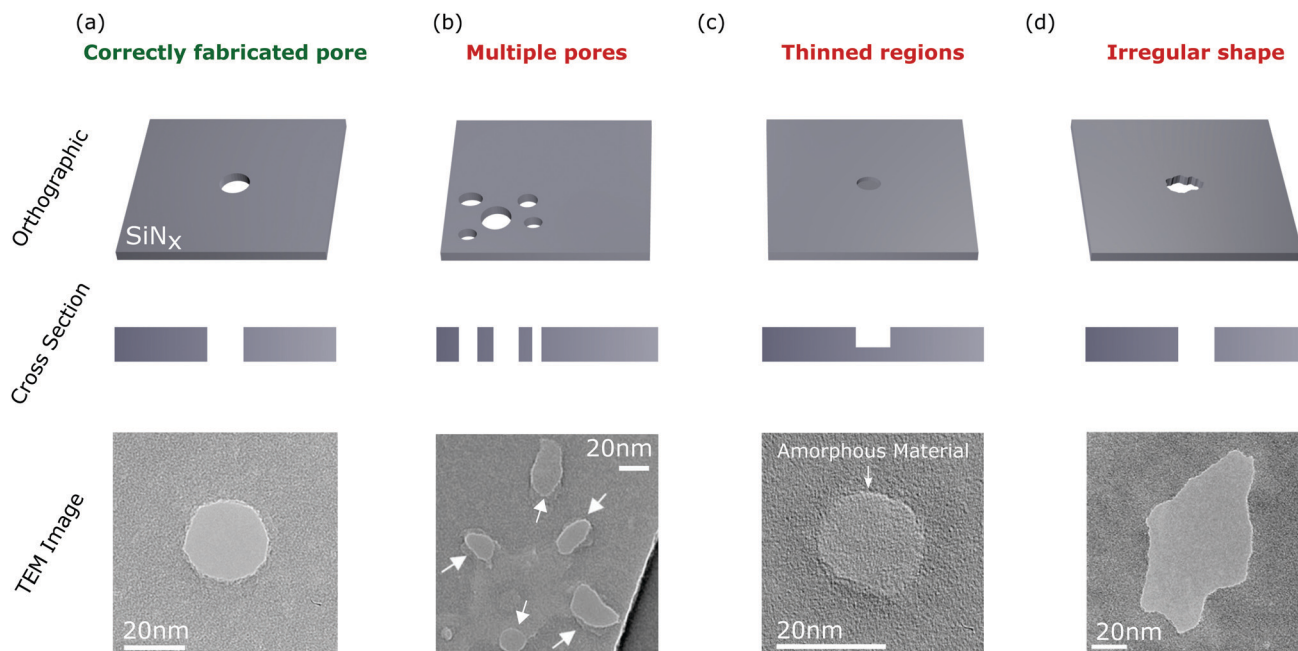 (a)
(b)
(c)
(d)
Correctly fabricated pore
Multiple pores
Thinned regions
Irregular shape
Orthographic
SiNx
Cross Section
TEM Image
20nm
20nm
Amorphous Material
20nm
20nm